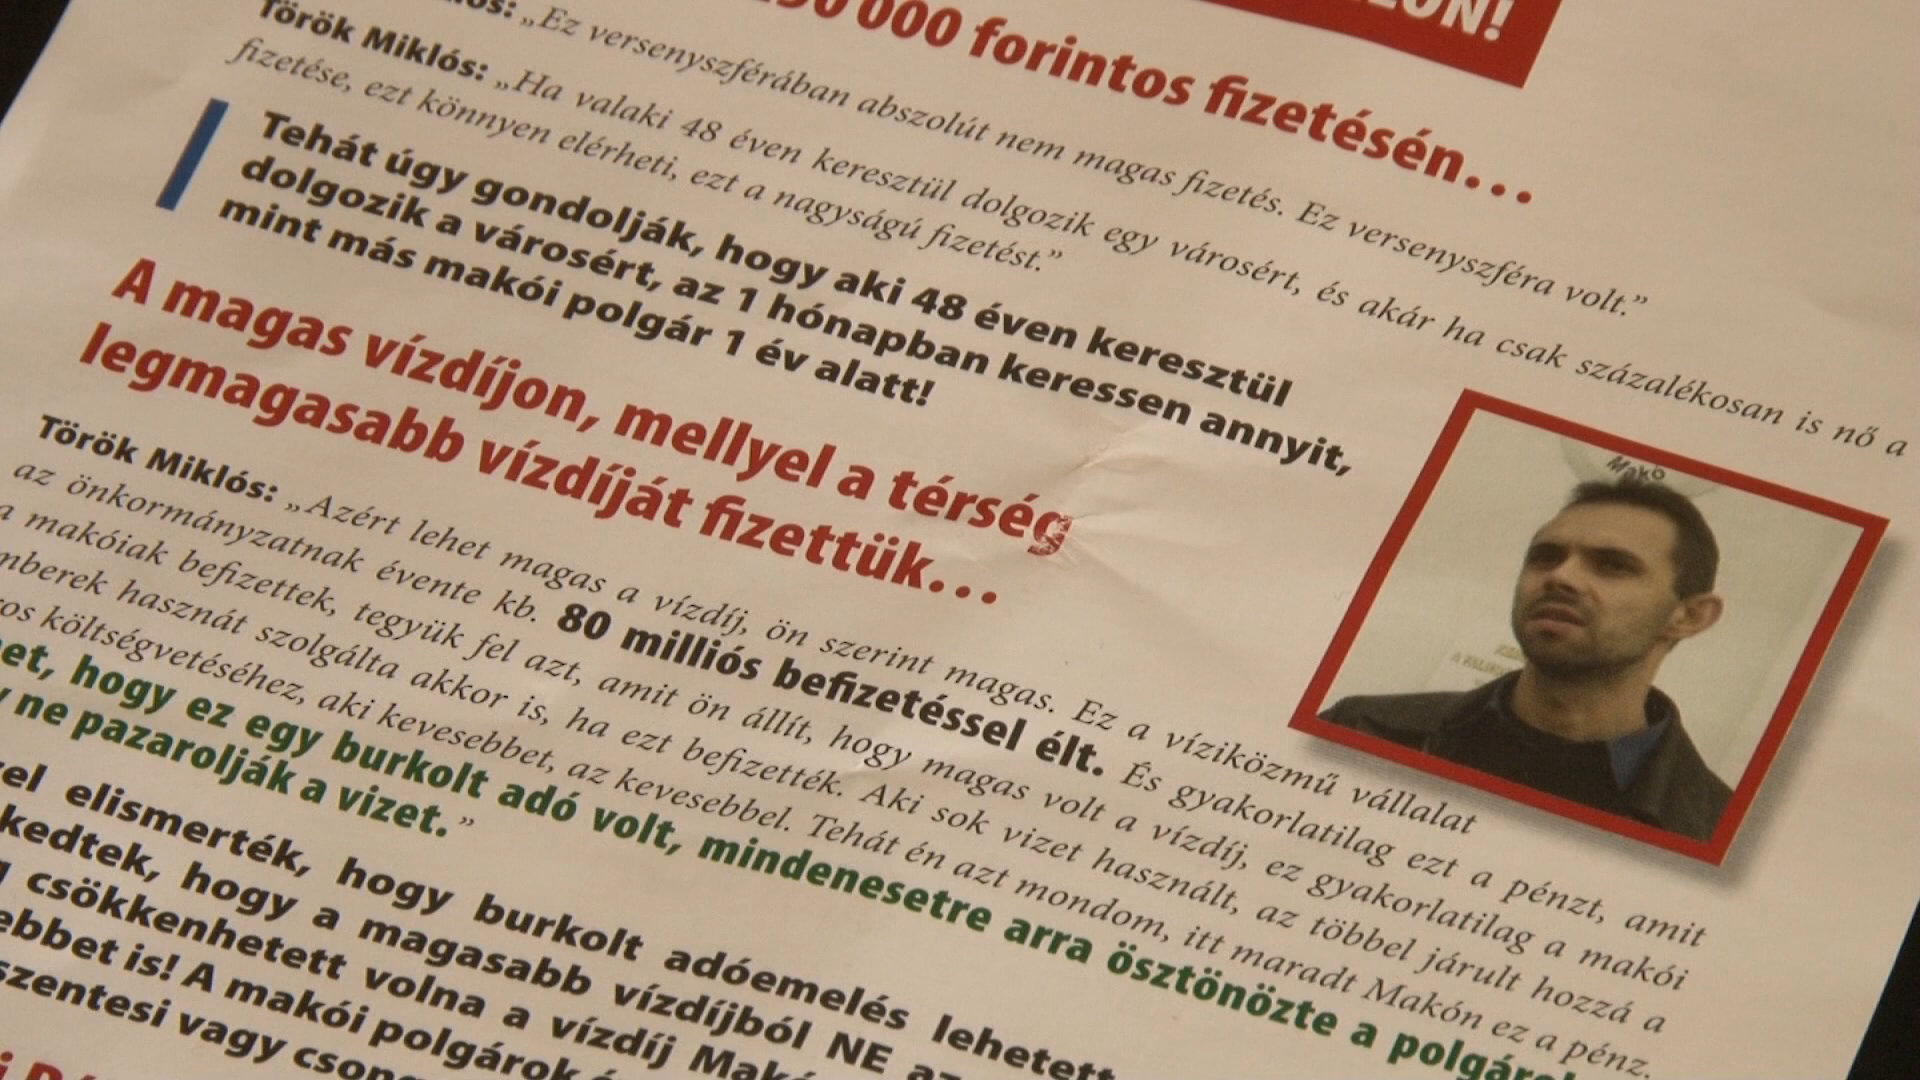 ZON!
50 000 forintos fizetésén…
„Ez versenyszférában abszolút nem magas fizetés. Ez versenyszféra volt.”
Török Miklós: „Ha valaki 48 éven keresztül dolgozik egy városért, és akár ha csak százalékosan is nő a
fizetése, ezt könnyen elérheti, ezt a nagyságú fizetést.”
Tehát úgy gondolják, hogy aki 48 éven keresztül
dolgozik a városért, az 1 hónapban keressen annyit,
mint más makói polgár 1 év alatt!
A magas vízdíjon, mellyel a térség
legmagasabb vízdíját fizettük…
Makó
Török Miklós: „Azért lehet magas a vízdíj, ön szerint magas. Ez a víziközmű vállalat
az önkormányzatnak évente kb. 80 milliós befizetéssel élt. És gyakorlatilag ezt a pénzt, amit
a makóiak befizettek, tegyük fel azt, amit ön állít, hogy magas volt a vízdíj, ez gyakorlatilag a makói
mberek hasznát szolgálta akkor is, ha ezt befizették. Aki sok vizet használt, az többel járult hozzá a
ros költségvetéséhez, aki kevesebbet, az kevesebbel. Tehát én azt mondom, itt maradt Makón ez a pénz.
et, hogy ez egy burkolt adó volt, mindenesetre arra ösztönözte a polgárok
ne pazarolják a vizet.”
el elismerték, hogy burkolt adóemelés lehetett
kedtek, hogy a magasabb vízdíjból NE az
csökkenhetett volna a vízdíj
ebbet is! A makói polgárok
szentesi vagy